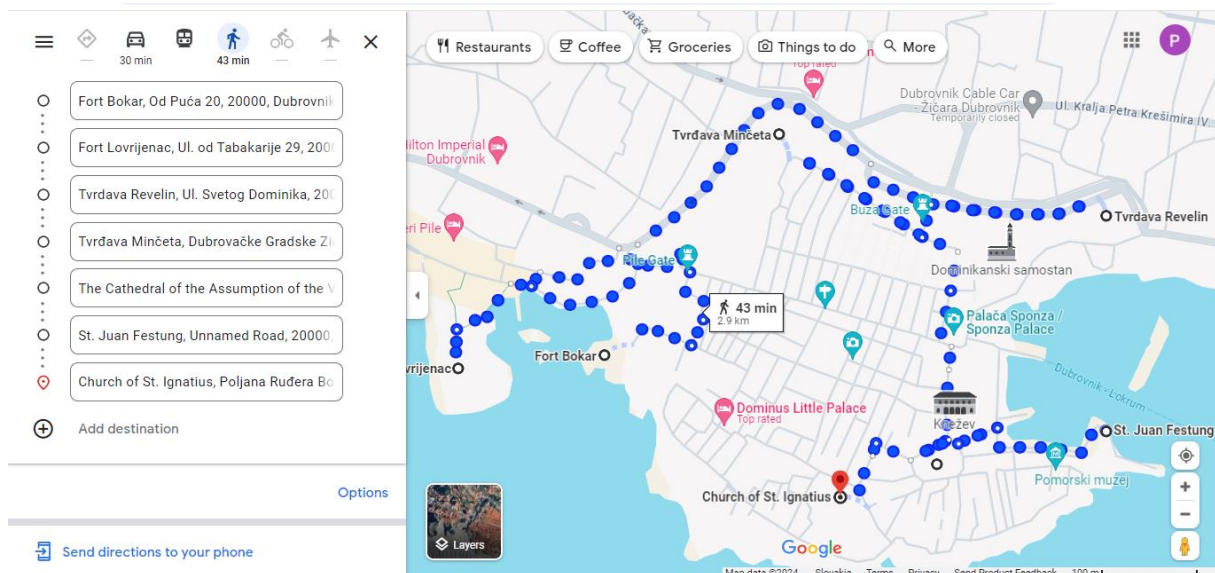 30 min
43 min
Fort Bokar, Od Puća 20, 20000, Dubrovnik
Fort Lovrijenac, Ul. od Tabakarije 29, 200
Tvrdava Revelin, Ul. Svetog Dominika, 20
Tvrđava Minčeta, Dubrovačke Gradske Zi
The Cathedral of the Assumption of the V
St. Juan Festung, Unnamed Road, 20000,
Church of St. Ignatius, Poljana Ruđera Bo
Add destination
Options
Send directions to your phone
Restaurants
Coffee
Groceries
Things to do
More
P
Top rated
Dubrovnik Cable Car
- Žičara Dubrovnik
Temporarily closed
Ul. Kralja Petra Krešimira IV.
Tvrđava Minčeta
ilton Imperial
Dubrovnik
Buza Gate
Tvrdava Revelin
eri Pile
Pile Gate
Dominikanski samostan
43 min
2.9 km
Palača Sponza /
Sponza Palace
Fort Bokar
vrijenac
Dubrovnik - Lokrum
Dominus Little Palace
Top rated
Knežev
St. Juan Festung
Pomorski muzej
Church of St. Ignatius
Layers
Google
Map data ©2024 Slovakia Terms Privacy Send Product Feedback 100 m